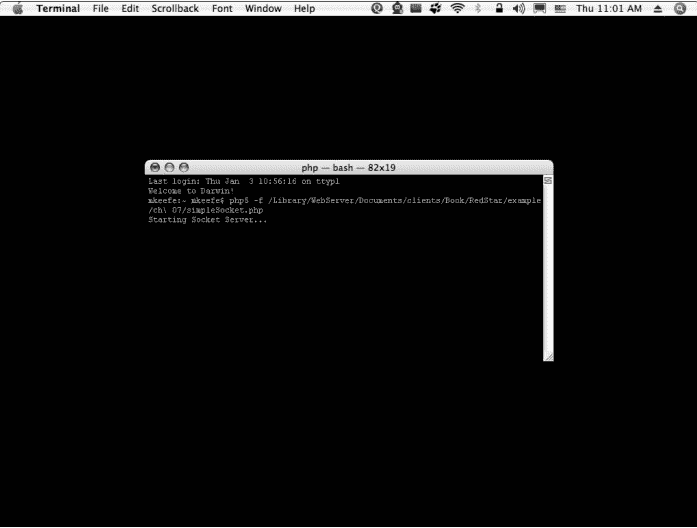 Terminal File Edit Scrollback Font Window Help Thu 11:01 AM
php — bash — 82x19
Last login: Thu Jan  3 10:56:16 on ttyp1
Welcome to Darwin!
mkeefe:~ mkeefe$ php5 -f /Library/WebServer/Documents/clients/Book/RedStar/example
/ch\ 07/simpleSocket.php
Starting Socket Server...